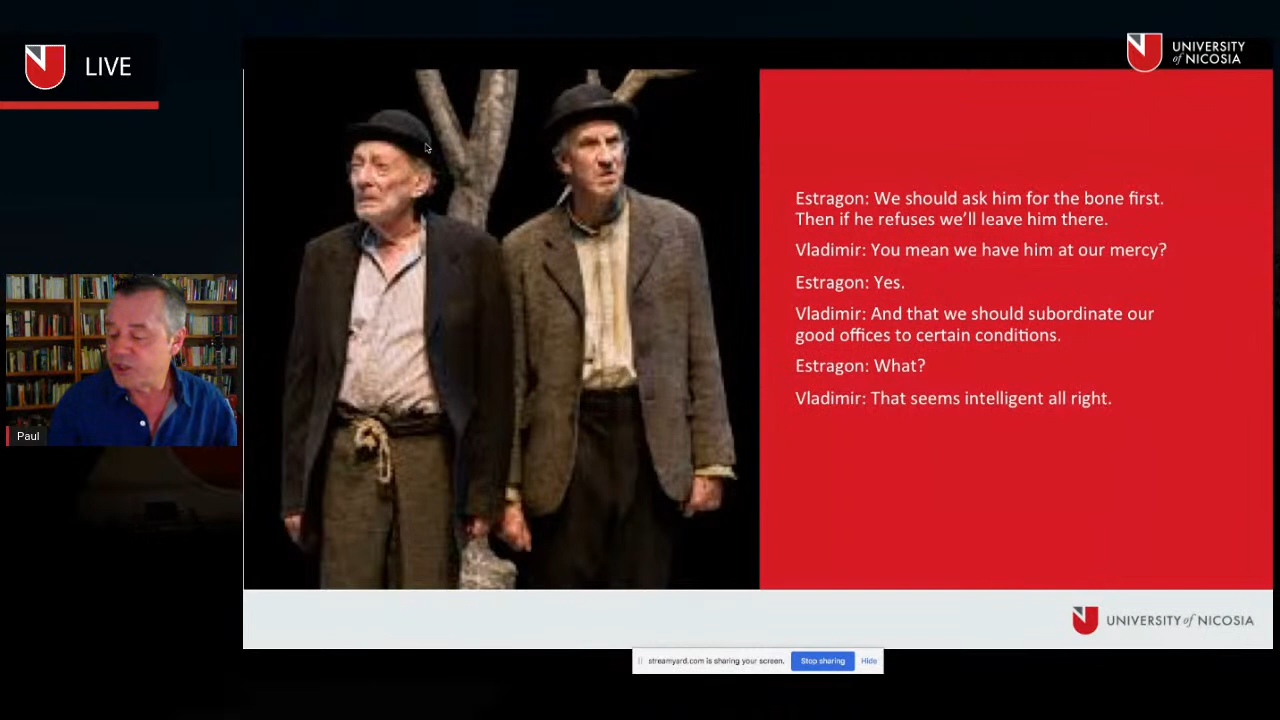 LIVE
UNIVERSITY
of NICOSIA
Estragon: We should ask him for the bone first.
Then if he refuses we’ll leave him there.
Vladimir: You mean we have him at our mercy?
Estragon: Yes.
Vladimir: And that we should subordinate our
good offices to certain conditions.
Estragon: What?
Vladimir: That seems intelligent all right.
Paul
UNIVERSITY of NICOSIA
streamyard.com is sharing your screen. Stop sharing Hide